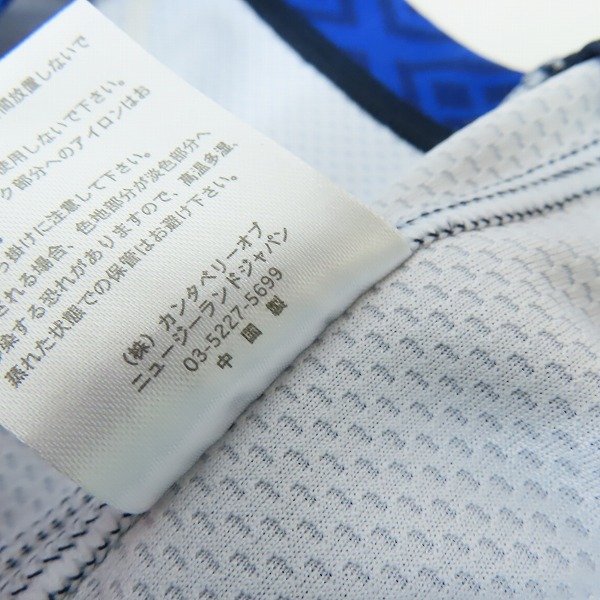 間放置しないで
使用しないで下さい。
ク部分へのアイロンはお
っ掛けに注意して下さい。
される場合、色地部分が淡色部分へ
染する恐れがありますので、高温多湿、
蒸れた状態での保管はお避け下さい。
（株）カンタベリーオブ
ニュージーランドジャパン
03-5227-5699
中国製